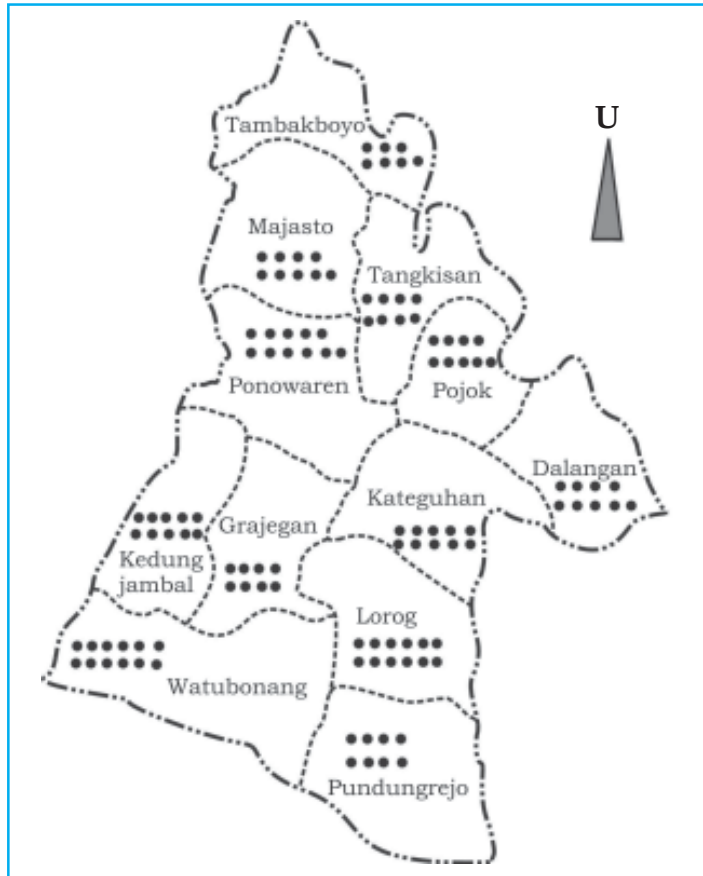 U
Tambakboyo
Majasto
Tangkisan
Ponowaren
Pojok
Dalangan
Kateguhan
Grajegan
Kedung
jambal
Lorog
Watubonang
Pundungrejo